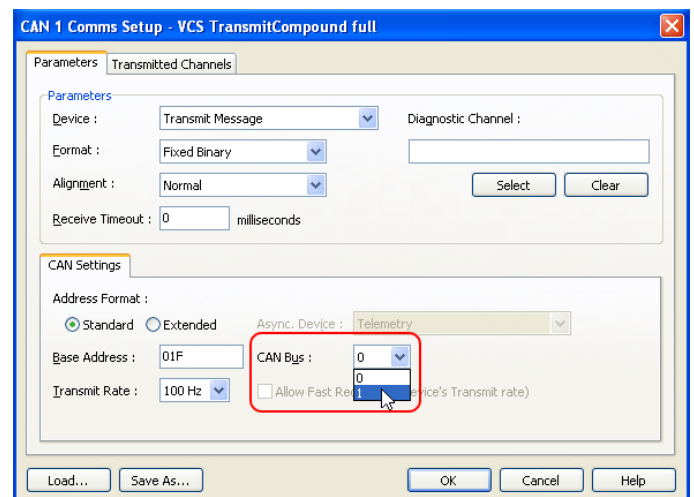 CAN 1 Comms Setup - VCS TransmitCompound full
Parameters Transmitted Channels
Parameters
Device : Transmit Message Diagnostic Channel :
Format : Fixed Binary
Alignment : Normal Select Clear
Receive Timeout : 0 milliseconds
CAN Settings
Address Format :
Standard Extended Async. Device : Telemetry
Base Address : 01F CAN Bus : 0
0
Transmit Rate : 100 Hz Allow Fast 1 Transmit rate)
Load... Save As... OK Cancel Help